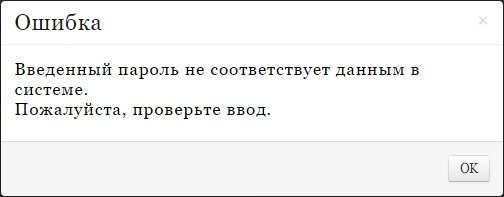 Ошибка
×
Введенный пароль не соответствует данным в
системе.
Пожалуйста, проверьте ввод.
OK